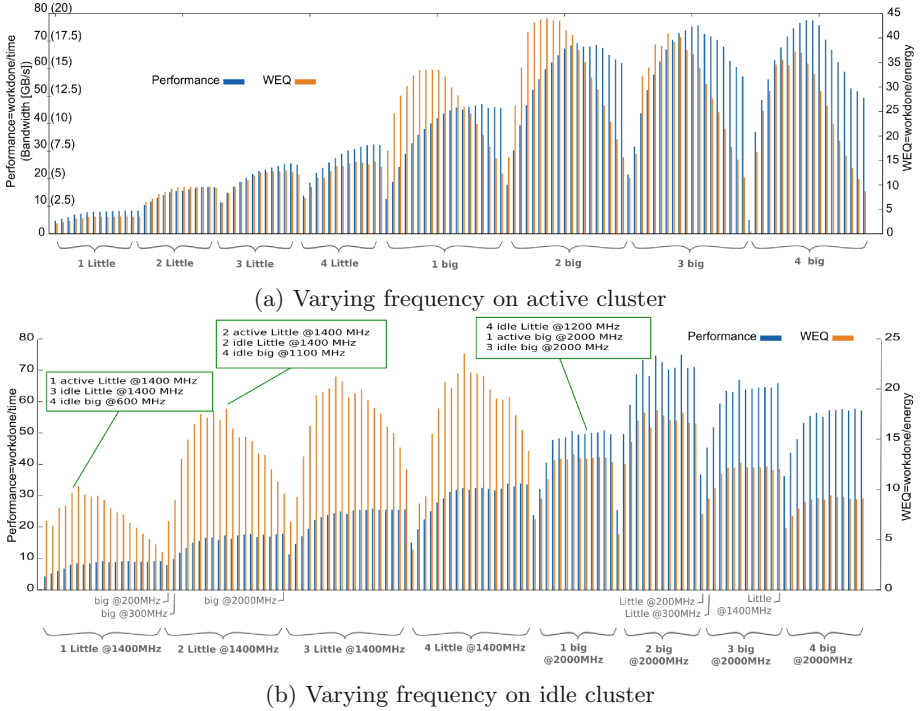 80 (20)
70 (17.5)
60 (15)
50 (12.5)
40 (10)
30 (7.5)
20 (5)
10 (2.5)
0
Performance=workdone/time
(Bandwidth [GB/s])
Performance WEQ
45
40
35
30
25
20
15
10
5
0
WEQ=workdone/energy
1 Little 2 Little 3 Little 4 Little 1 big 2 big 3 big 4 big
(a) Varying frequency on active cluster
80
70
60
50
40
30
20
10
0
Performance=workdone/time
1 active Little @1400 MHz
3 idle Little @1400 MHz
4 idle big @600 MHz
2 active Little @1400 MHz
2 idle Little @1400 MHz
4 idle big @1100 MHz
4 idle Little @1200 MHz
1 active big @2000 MHz
3 idle big @2000 MHz
Performance WEQ
25
20
15
10
5
0
WEQ=workdone/energy
big @200MHz
big @300MHz
big @2000MHz
Little @200MHz
Little @300MHz
Little
@1400MHz
1 Little @1400MHz 2 Little @1400MHz 3 Little @1400MHz 4 Little @1400MHz
1 big
@2000MHz
2 big
@2000MHz
3 big
@2000MHz
4 big
@2000MHz
(b) Varying frequency on idle cluster